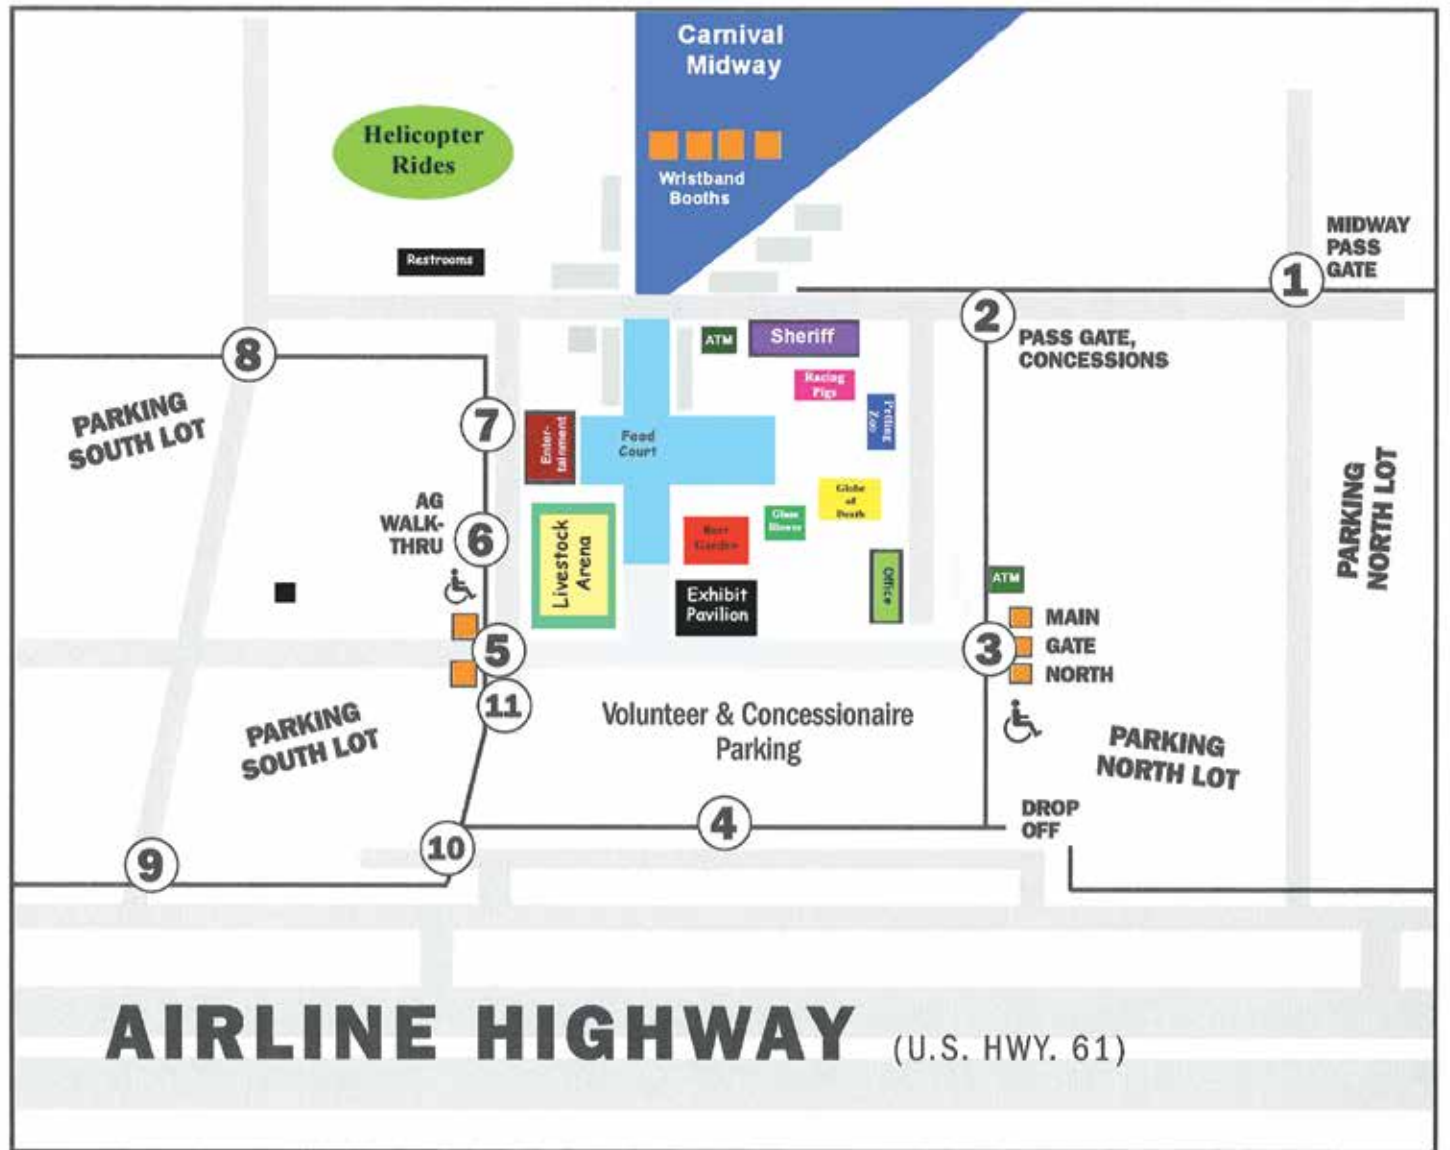 Carnival
Midway
Helicopter
Rides
Wristband
Booths
Restrooms
MIDWAY
PASS
GATE
1
2
PASS GATE,
CONCESSIONS
ATM
Sheriff
8
Racing
Pigs
PARKING
SOUTH LOT
7
Enter-
tainment
Food
Court
Petting
Zoo
PARKING
NORTH LOT
AG
WALK-
THRU
6
Livestock
Arena
Globe
of
Death
Glass
Blower
Beer
Garden
Exhibit
Pavilion
Office
ATM
MAIN
GATE
NORTH
3
5
11
PARKING
SOUTH LOT
Volunteer & Concessionaire
Parking
PARKING
NORTH LOT
DROP
OFF
4
10
9
AIRLINE HIGHWAY (U.S. HWY. 61)